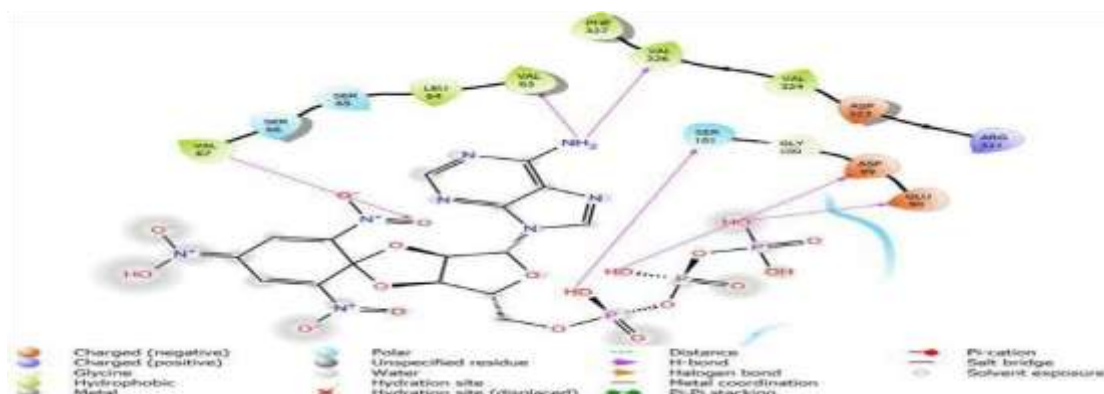 PHE
327
VAL
326
VAL
324
ASP
323
ARG
321
VAL
63
LEU
64
SER
65
SER
66
VAL
67
SER
101
GLY
100
ASP
99
GLU
98
NH₂
N
N
N
N
N
O⁻
N⁺
O
O⁻
N⁺
HO
N⁺
O
O⁻
O
O
O
O
HO
P
O
O
HO
P
O
O
HO
P
O
OH
Charged (negative)
Charged (positive)
Glycine
Hydrophobic
Metal
Polar
Unspecified residue
Water
Hydration site
Hydration site (displaced)
Distance
H-bond
Halogen bond
Metal coordination
Pi-Pi stacking
Pi-cation
Salt bridge
Solvent exposure